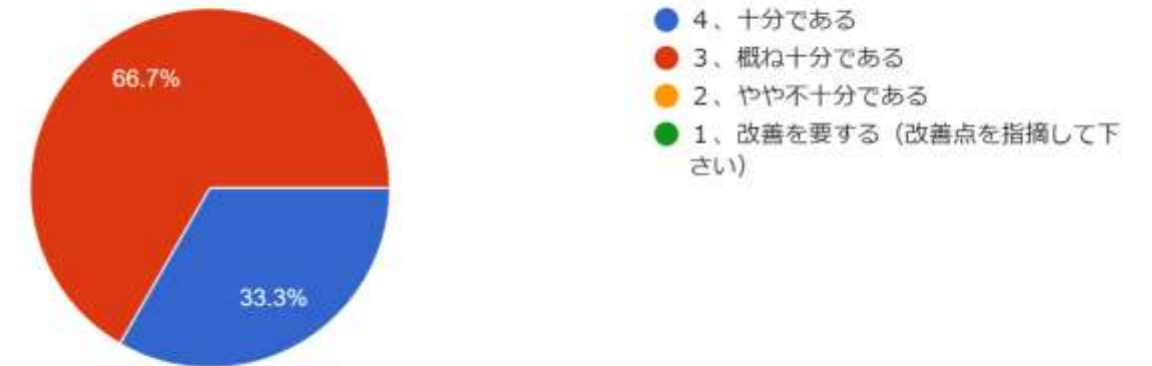 66.7%
33.3%
4、十分である
3、概ね十分である
2、やや不十分である
1、改善を要する（改善点を指摘して下
さい）